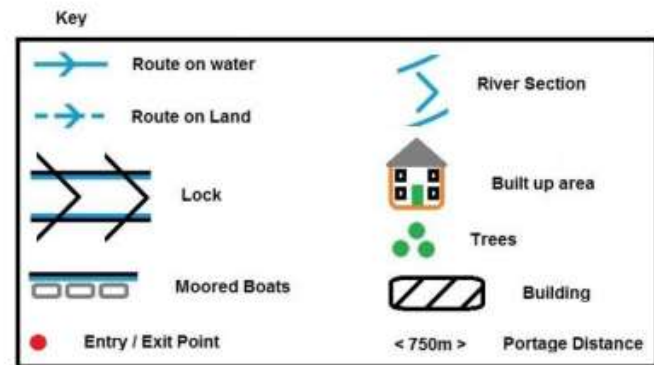 Key
Route on water
Route on Land
Lock
Moored Boats
Entry / Exit Point
River Section
Built up area
Trees
Building
< 750m > Portage Distance